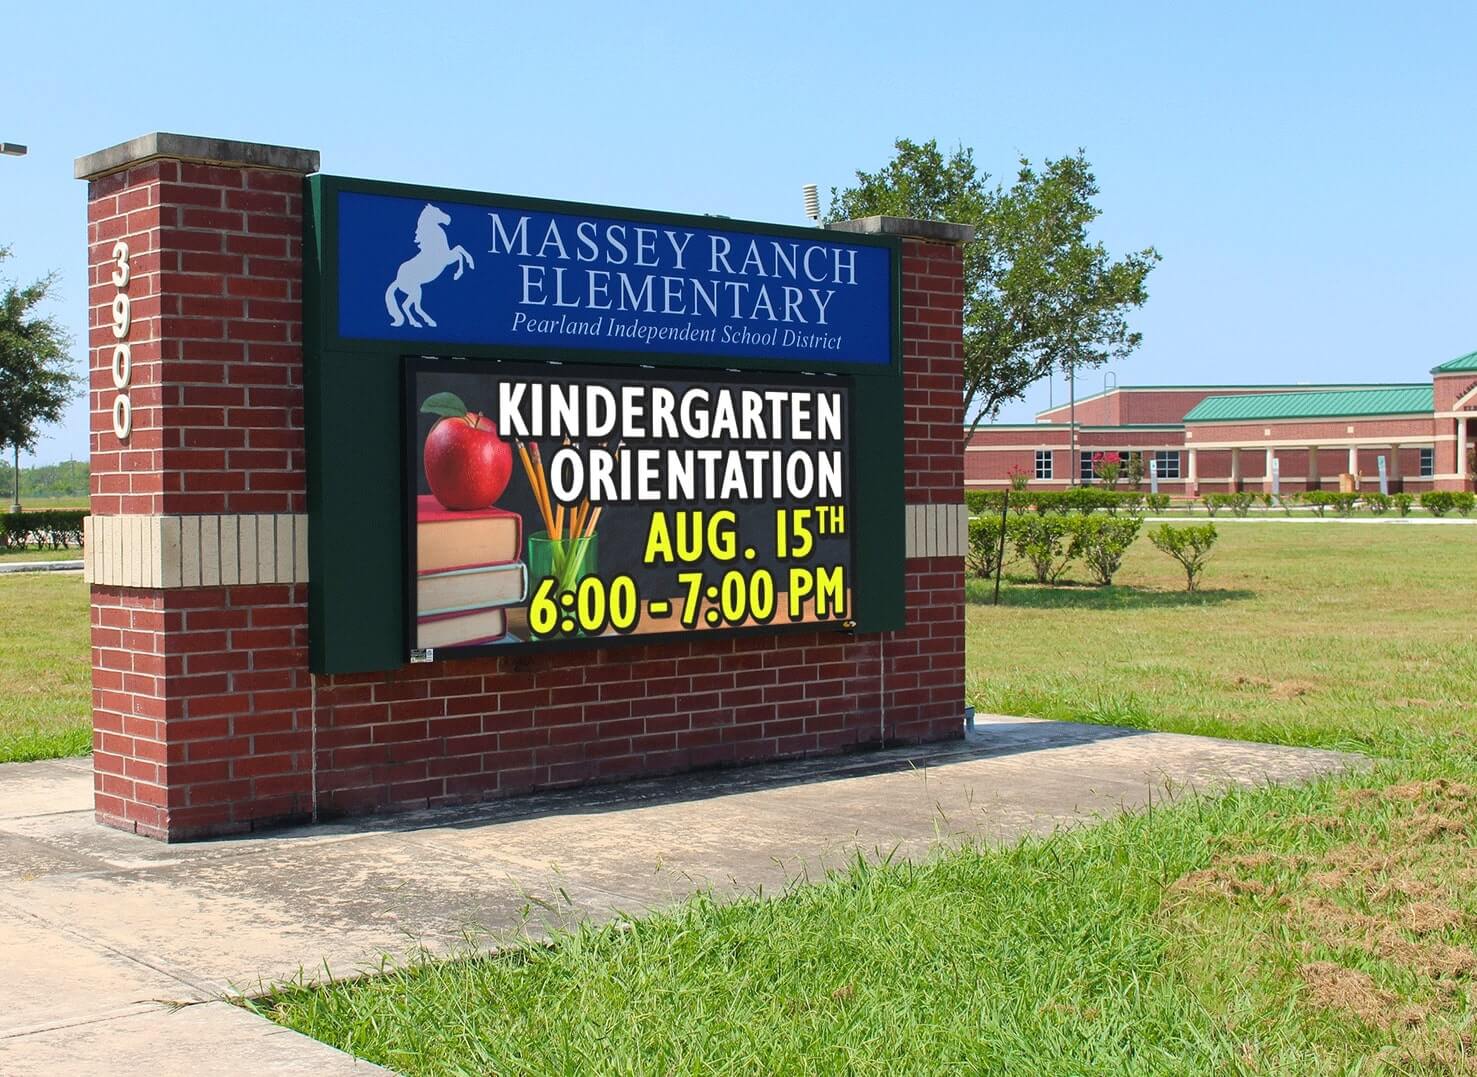 3900
MASSEY RANCH
ELEMENTARY
Pearland Independent School District
KINDERGARTEN
ORIENTATION
AUG. 15TH
6:00 - 7:00 PM